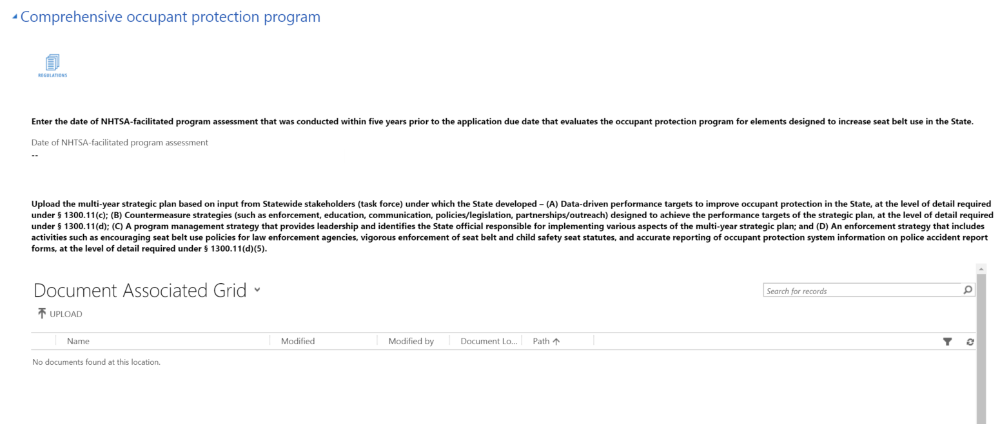 Comprehensive occupant protection program
REGULATIONS
Enter the date of NHTSA-facilitated program assessment that was conducted within five years prior to the application due date that evaluates the occupant protection program for elements designed to increase seat belt use in the State.
Date of NHTSA-facilitated program assessment
--
Upload the multi-year strategic plan based on input from Statewide stakeholders (task force) under which the State developed – (A) Data-driven performance targets to improve occupant protection in the State, at the level of detail required
under § 1300.11(c); (B) Countermeasure strategies (such as enforcement, education, communication, policies/legislation, partnerships/outreach) designed to achieve the performance targets of the strategic plan, at the level of detail required
under § 1300.11(d); (C) A program management strategy that provides leadership and identifies the State official responsible for implementing various aspects of the multi-year strategic plan; and (D) An enforcement strategy that includes
activities such as encouraging seat belt use policies for law enforcement agencies, vigorous enforcement of seat belt and child safety seat statutes, and accurate reporting of occupant protection system information on police accident report
forms, at the level of detail required under § 1300.11(d)(5).
Document Associated Grid
Search for records
UPLOAD
Name Modified Modified by Document Lo... Path
No documents found at this location.